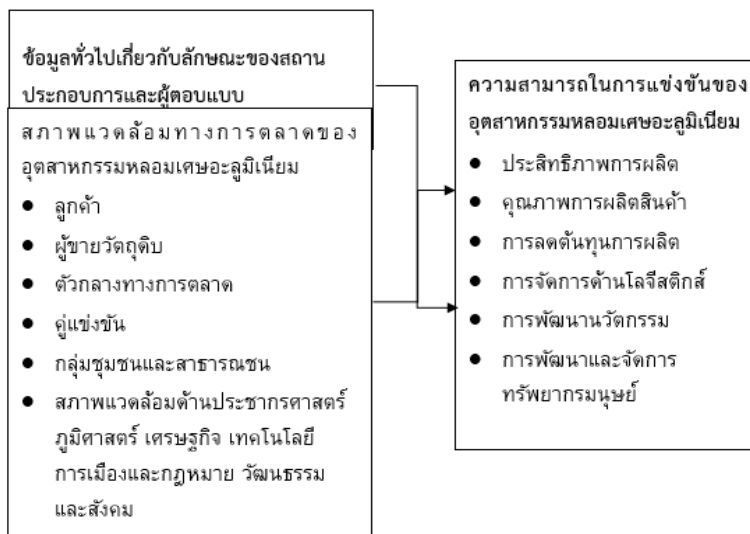 ข้อมูลทั่วไปเกี่ยวกับลักษณะของสถาน
ประกอบการและผู้ตอบแบบ
สภาพแวดล้อมทางการตลาดของ
อุตสาหกรรมหลอมเศษอะลูมิเนียม
● ลูกค้า
● ผู้ขายวัตถุดิบ
● ตัวกลางทางการตลาด
● คู่แข่งขัน
● กลุ่มชุมชนและสาธารณชน
● สภาพแวดล้อมด้านประชากรศาสตร์
ภูมิศาสตร์ เศรษฐกิจ เทคโนโลยี
การเมืองและกฎหมาย วัฒนธรรม
และสังคม
ความสามารถในการแข่งขันของ
อุตสาหกรรมหลอมเศษอะลูมิเนียม
● ประสิทธิภาพการผลิต
● คุณภาพการผลิตสินค้า
● การลดต้นทุนการผลิต
● การจัดการด้านโลจีสติกส์
● การพัฒนานวัตกรรม
● การพัฒนาและจัดการ
ทรัพยากรมนุษย์